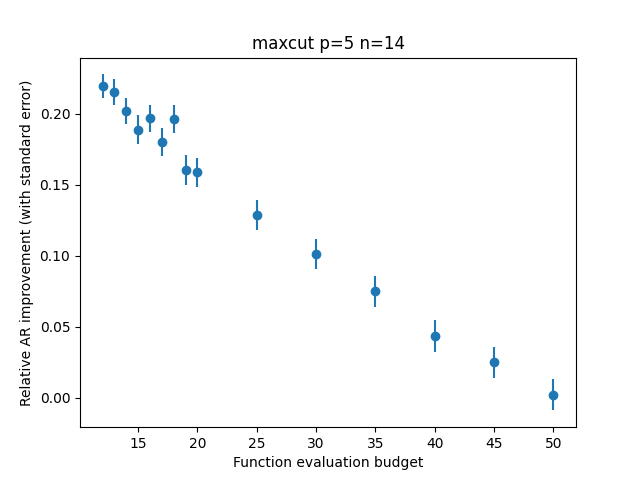 maxcut p=5 n=14
Relative AR improvement (with standard error)
0.20
0.15
0.10
0.05
0.00
15 20 25 30 35 40 45 50
Function evaluation budget